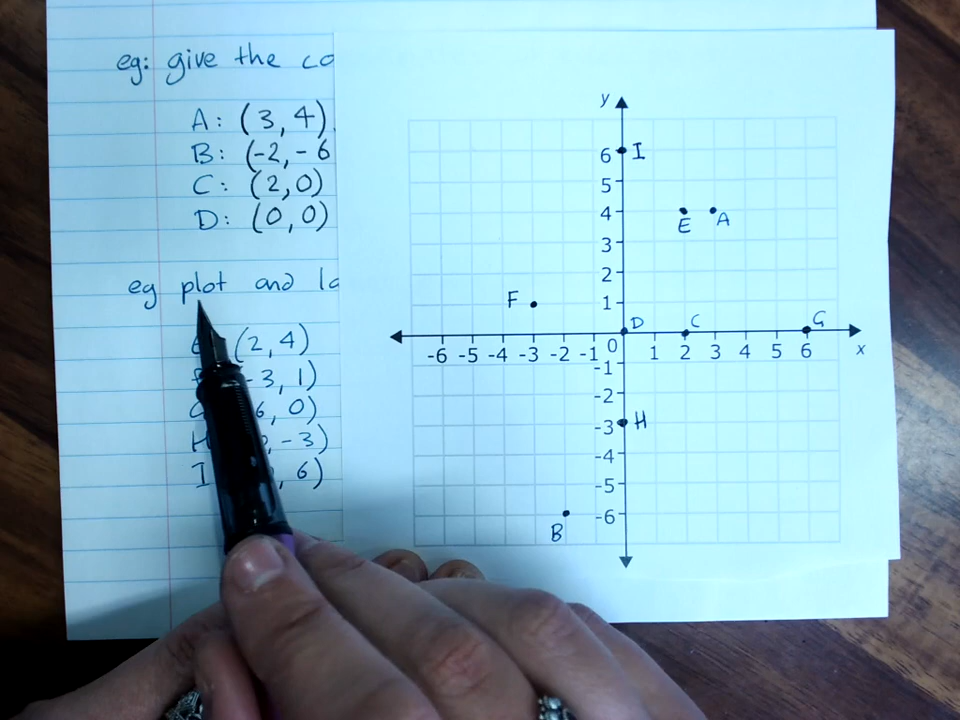 eg: give the co
A: (3, 4)
B: (-2, -6
C: (2, 0)
D: (0, 0)
eg plot and la
(2, 4)
-3, 1)
6, 0)
H , -3)
I , 6)
y
6 I
5
4 E A
3
2
F 1
D C G
-6 -5 -4 -3 -2 -1 0 1 2 3 4 5 6 x
-1
-2
-3 H
-4
-5
-6
B